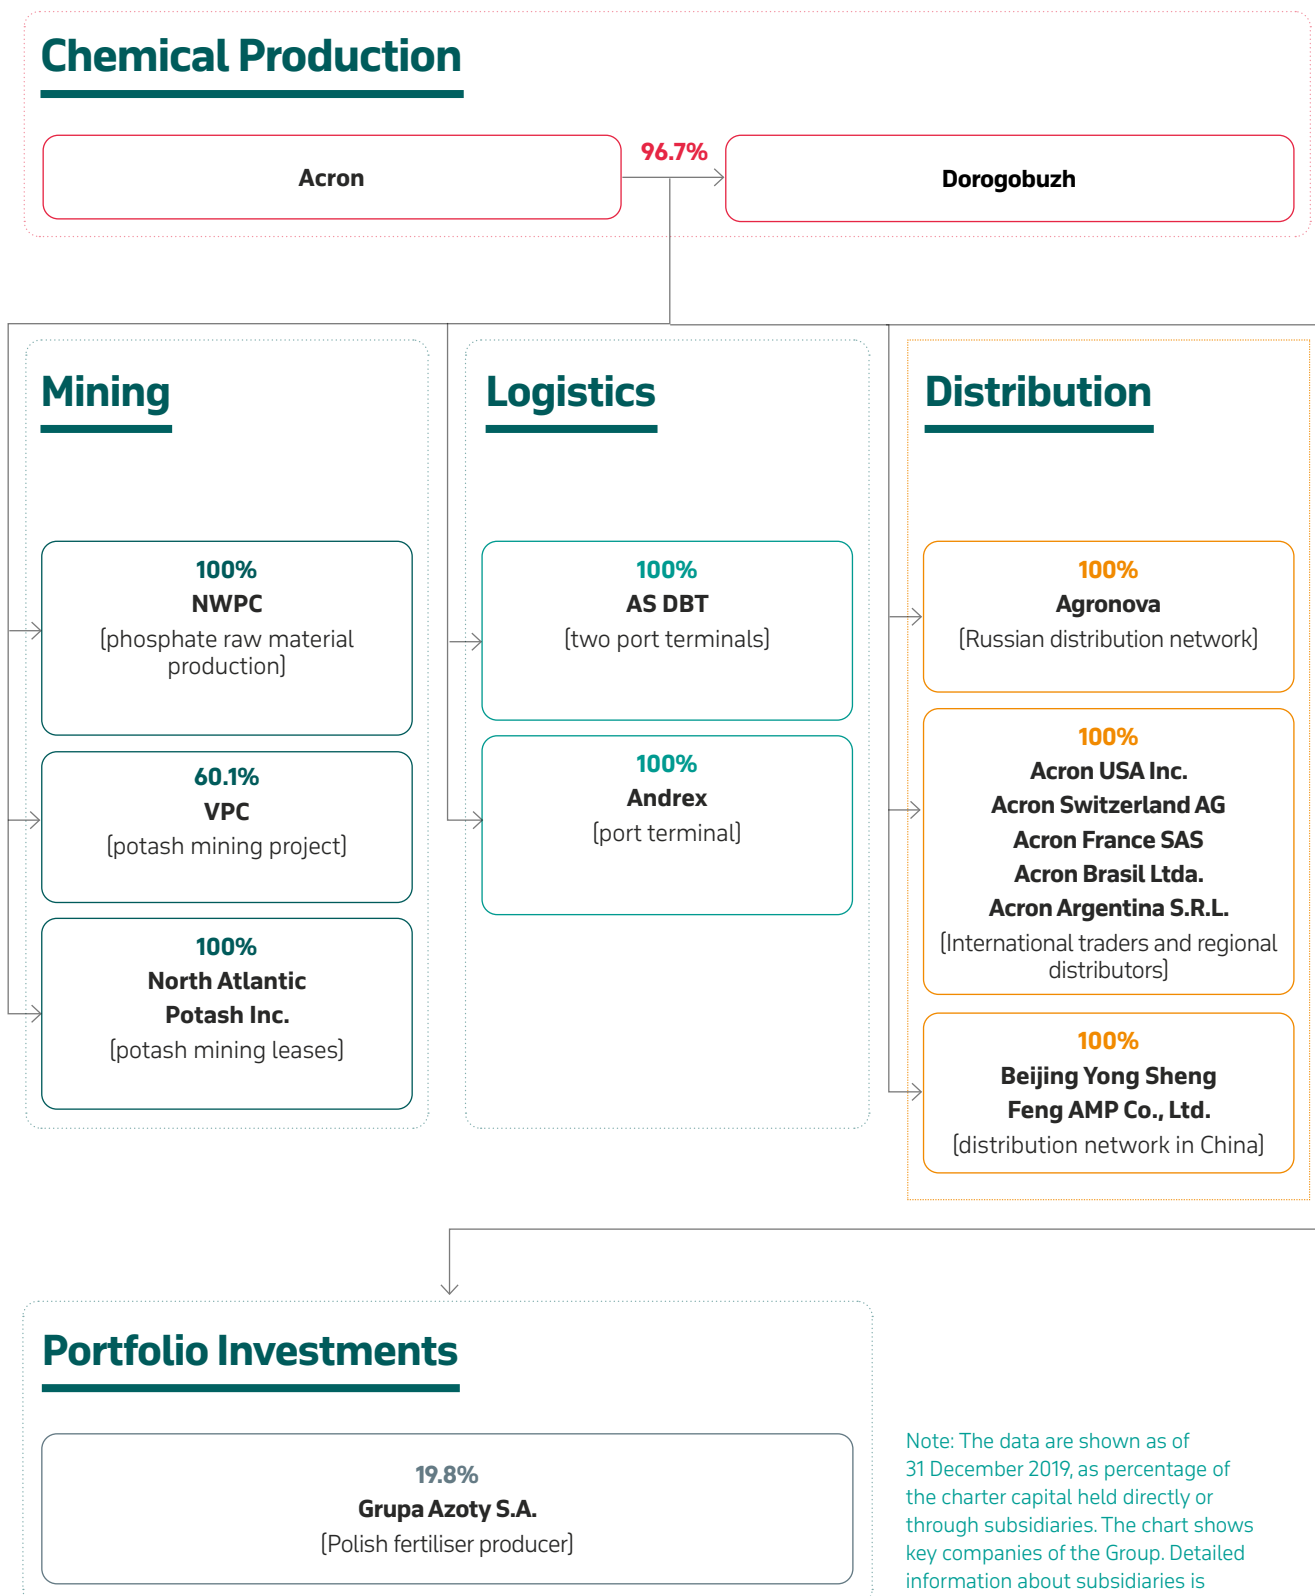 Chemical Production
Acron
96.7%
Dorogobuzh
Mining
100%
NWPC
[phosphate raw material
production]
60.1%
VPC
[potash mining project]
100%
North Atlantic
Potash Inc.
[potash mining leases]
Logistics
100%
AS DBT
[two port terminals]
100%
Andrex
[port terminal]
Distribution
100%
Agronova
[Russian distribution network]
100%
Acron USA Inc.
Acron Switzerland AG
Acron France SAS
Acron Brasil Ltda.
Acron Argentina S.R.L.
[International traders and regional
distributors]
100%
Beijing Yong Sheng
Feng AMP Co., Ltd.
[distribution network in China]
Portfolio Investments
19.8%
Grupa Azoty S.A.
[Polish fertiliser producer]
Note: The data are shown as of
31 December 2019, as percentage of
the charter capital held directly or
through subsidiaries. The chart shows
key companies of the Group. Detailed
information about subsidiaries is